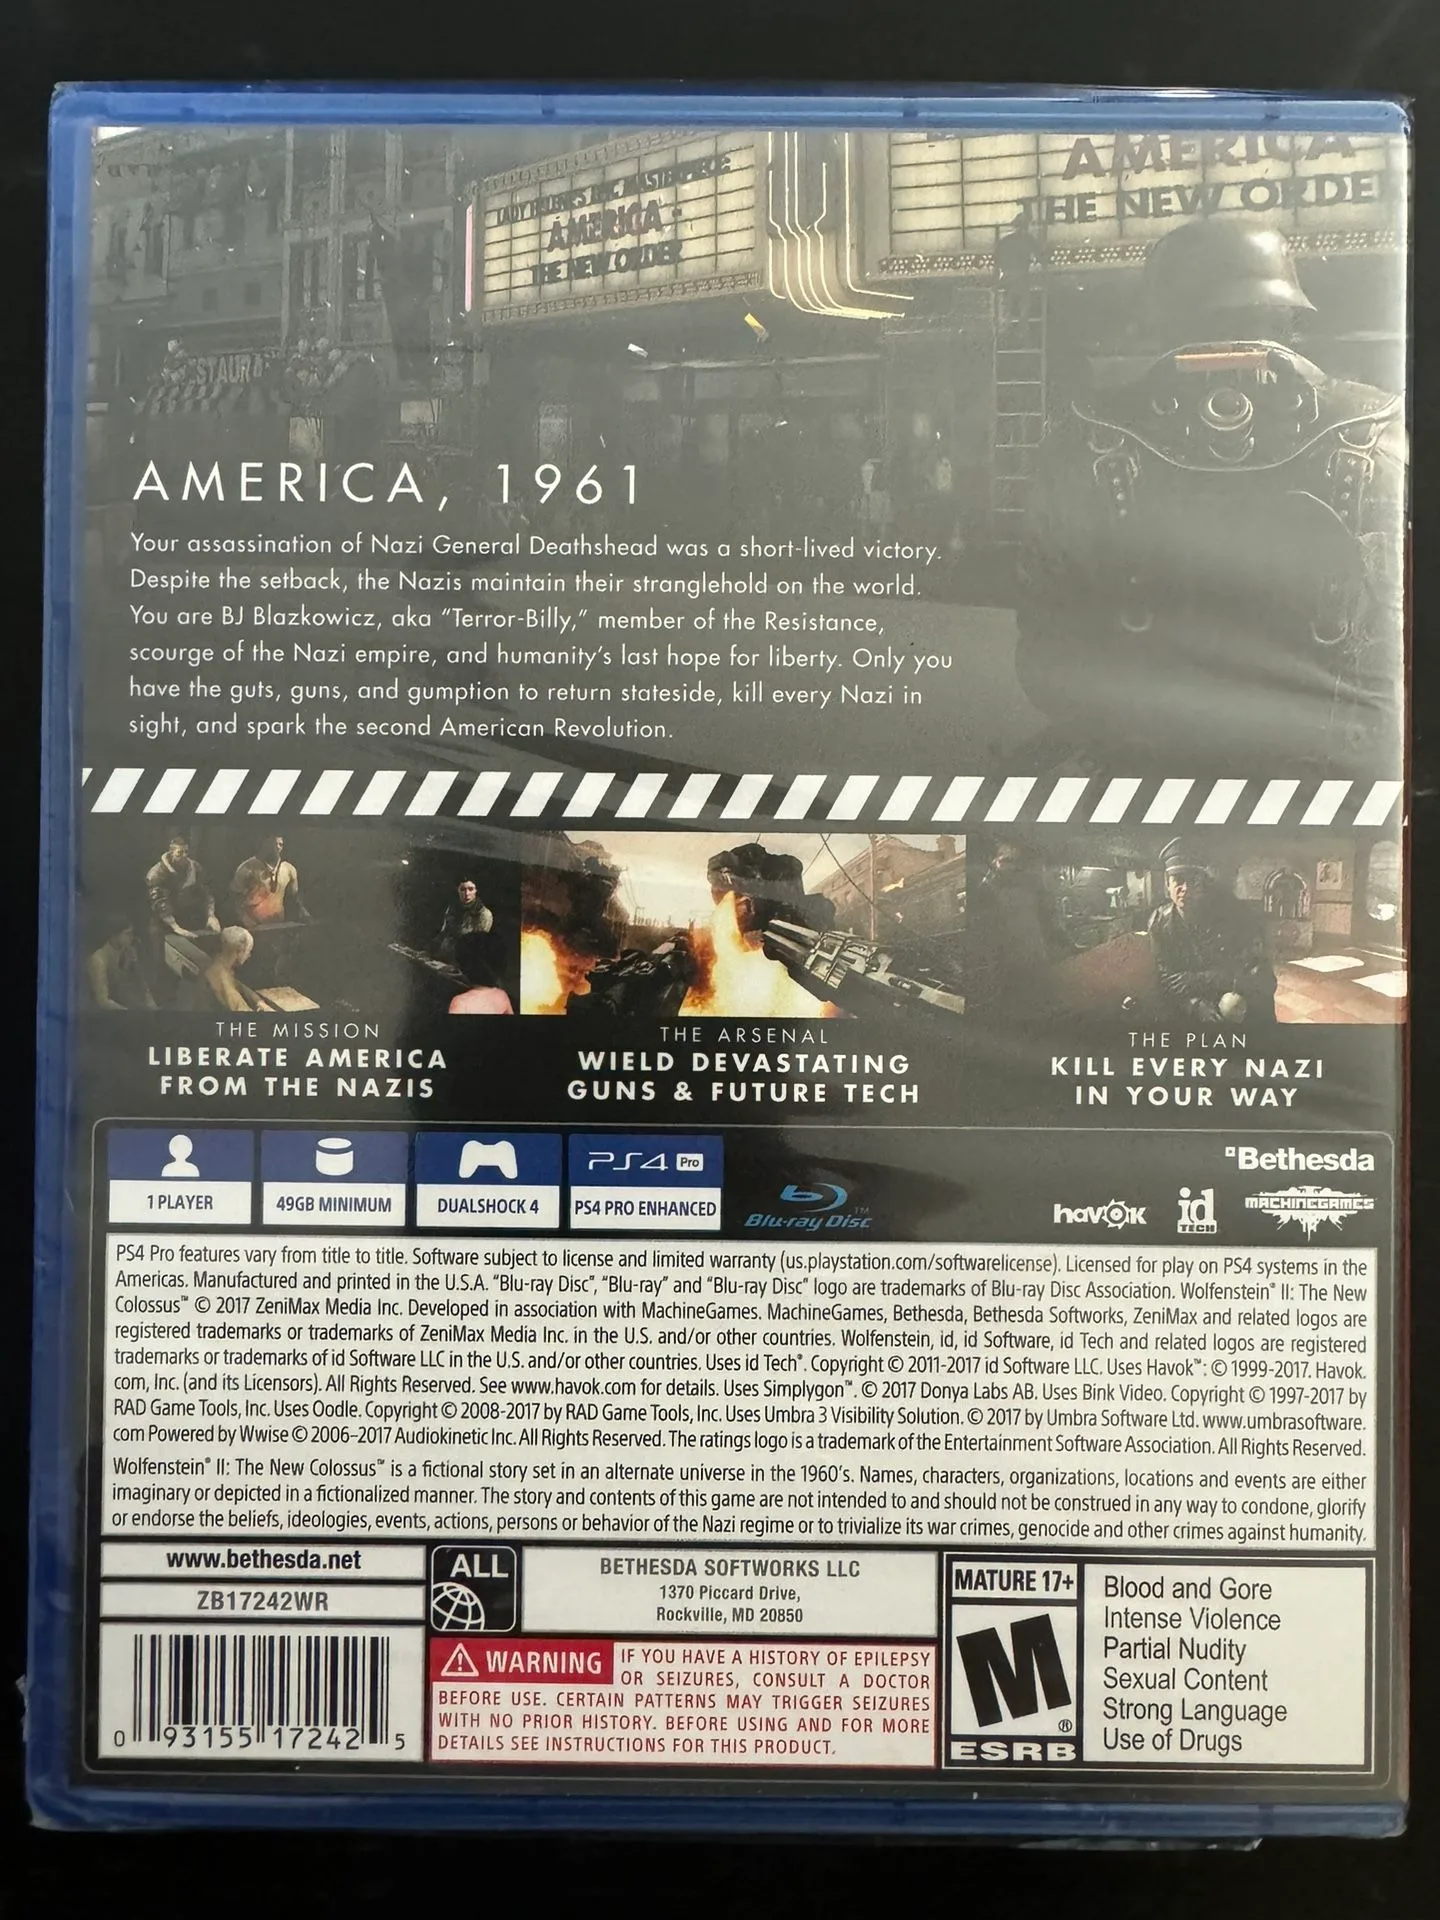 LADY HELENE'S EPIC MASTERPIECE:
AMERICA -
THE NEW ORDER
AMERICA
THE NEW ORDE
STAURA
AMERICA, 1961
Your assassination of Nazi General Deathshead was a short-lived victory.
Despite the setback, the Nazis maintain their stranglehold on the world.
You are BJ Blazkowicz, aka “Terror-Billy,” member of the Resistance,
scourge of the Nazi empire, and humanity’s last hope for liberty. Only you
have the guts, guns, and gumption to return stateside, kill every Nazi in
sight, and spark the second American Revolution.
THE MISSION
LIBERATE AMERICA
FROM THE NAZIS
THE ARSENAL
WIELD DEVASTATING
GUNS & FUTURE TECH
THE PLAN
KILL EVERY NAZI
IN YOUR WAY
1 PLAYER
49GB MINIMUM
DUALSHOCK 4
PS4 Pro
PS4 PRO ENHANCED
Blu-ray Disc™
Bethesda
havok
id
TECH
MACHINEGAMES
PS4 Pro features vary from title to title. Software subject to license and limited warranty (us.playstation.com/softwarelicense). Licensed for play on PS4 systems in the
Americas. Manufactured and printed in the U.S.A. “Blu-ray Disc”, “Blu-ray” and “Blu-ray Disc” logo are trademarks of Blu-ray Disc Association. Wolfenstein® II: The New
Colossus™ © 2017 ZeniMax Media Inc. Developed in association with MachineGames. MachineGames, Bethesda, Bethesda Softworks, ZeniMax and related logos are
registered trademarks or trademarks of ZeniMax Media Inc. in the U.S. and/or other countries. Wolfenstein, id, id Software, id Tech and related logos are registered
trademarks or trademarks of id Software LLC in the U.S. and/or other countries. Uses id Tech®. Copyright © 2011-2017 id Software LLC. Uses Havok™: © 1999-2017. Havok.
com, Inc. (and its Licensors). All Rights Reserved. See www.havok.com for details. Uses Simplygon™. © 2017 Donya Labs AB. Uses Bink Video. Copyright © 1997-2017 by
RAD Game Tools, Inc. Uses Oodle. Copyright © 2008-2017 by RAD Game Tools, Inc. Uses Umbra 3 Visibility Solution. © 2017 by Umbra Software Ltd. www.umbrasoftware.
com Powered by Wwise © 2006–2017 Audiokinetic Inc. All Rights Reserved. The ratings logo is a trademark of the Entertainment Software Association. All Rights Reserved.
Wolfenstein® II: The New Colossus™ is a fictional story set in an alternate universe in the 1960's. Names, characters, organizations, locations and events are either
imaginary or depicted in a fictionalized manner. The story and contents of this game are not intended to and should not be construed in any way to condone, glorify
or endorse the beliefs, ideologies, events, actions, persons or behavior of the Nazi regime or to trivialize its war crimes, genocide and other crimes against humanity.
www.bethesda.net
ZB17242WR
0 93155 17242 5
ALL
BETHESDA SOFTWORKS LLC
1370 Piccard Drive,
Rockville, MD 20850
WARNING IF YOU HAVE A HISTORY OF EPILEPSY
OR SEIZURES, CONSULT A DOCTOR
BEFORE USE. CERTAIN PATTERNS MAY TRIGGER SEIZURES
WITH NO PRIOR HISTORY. BEFORE USING AND FOR MORE
DETAILS SEE INSTRUCTIONS FOR THIS PRODUCT.
MATURE 17+
M®
ESRB
Blood and Gore
Intense Violence
Partial Nudity
Sexual Content
Strong Language
Use of Drugs